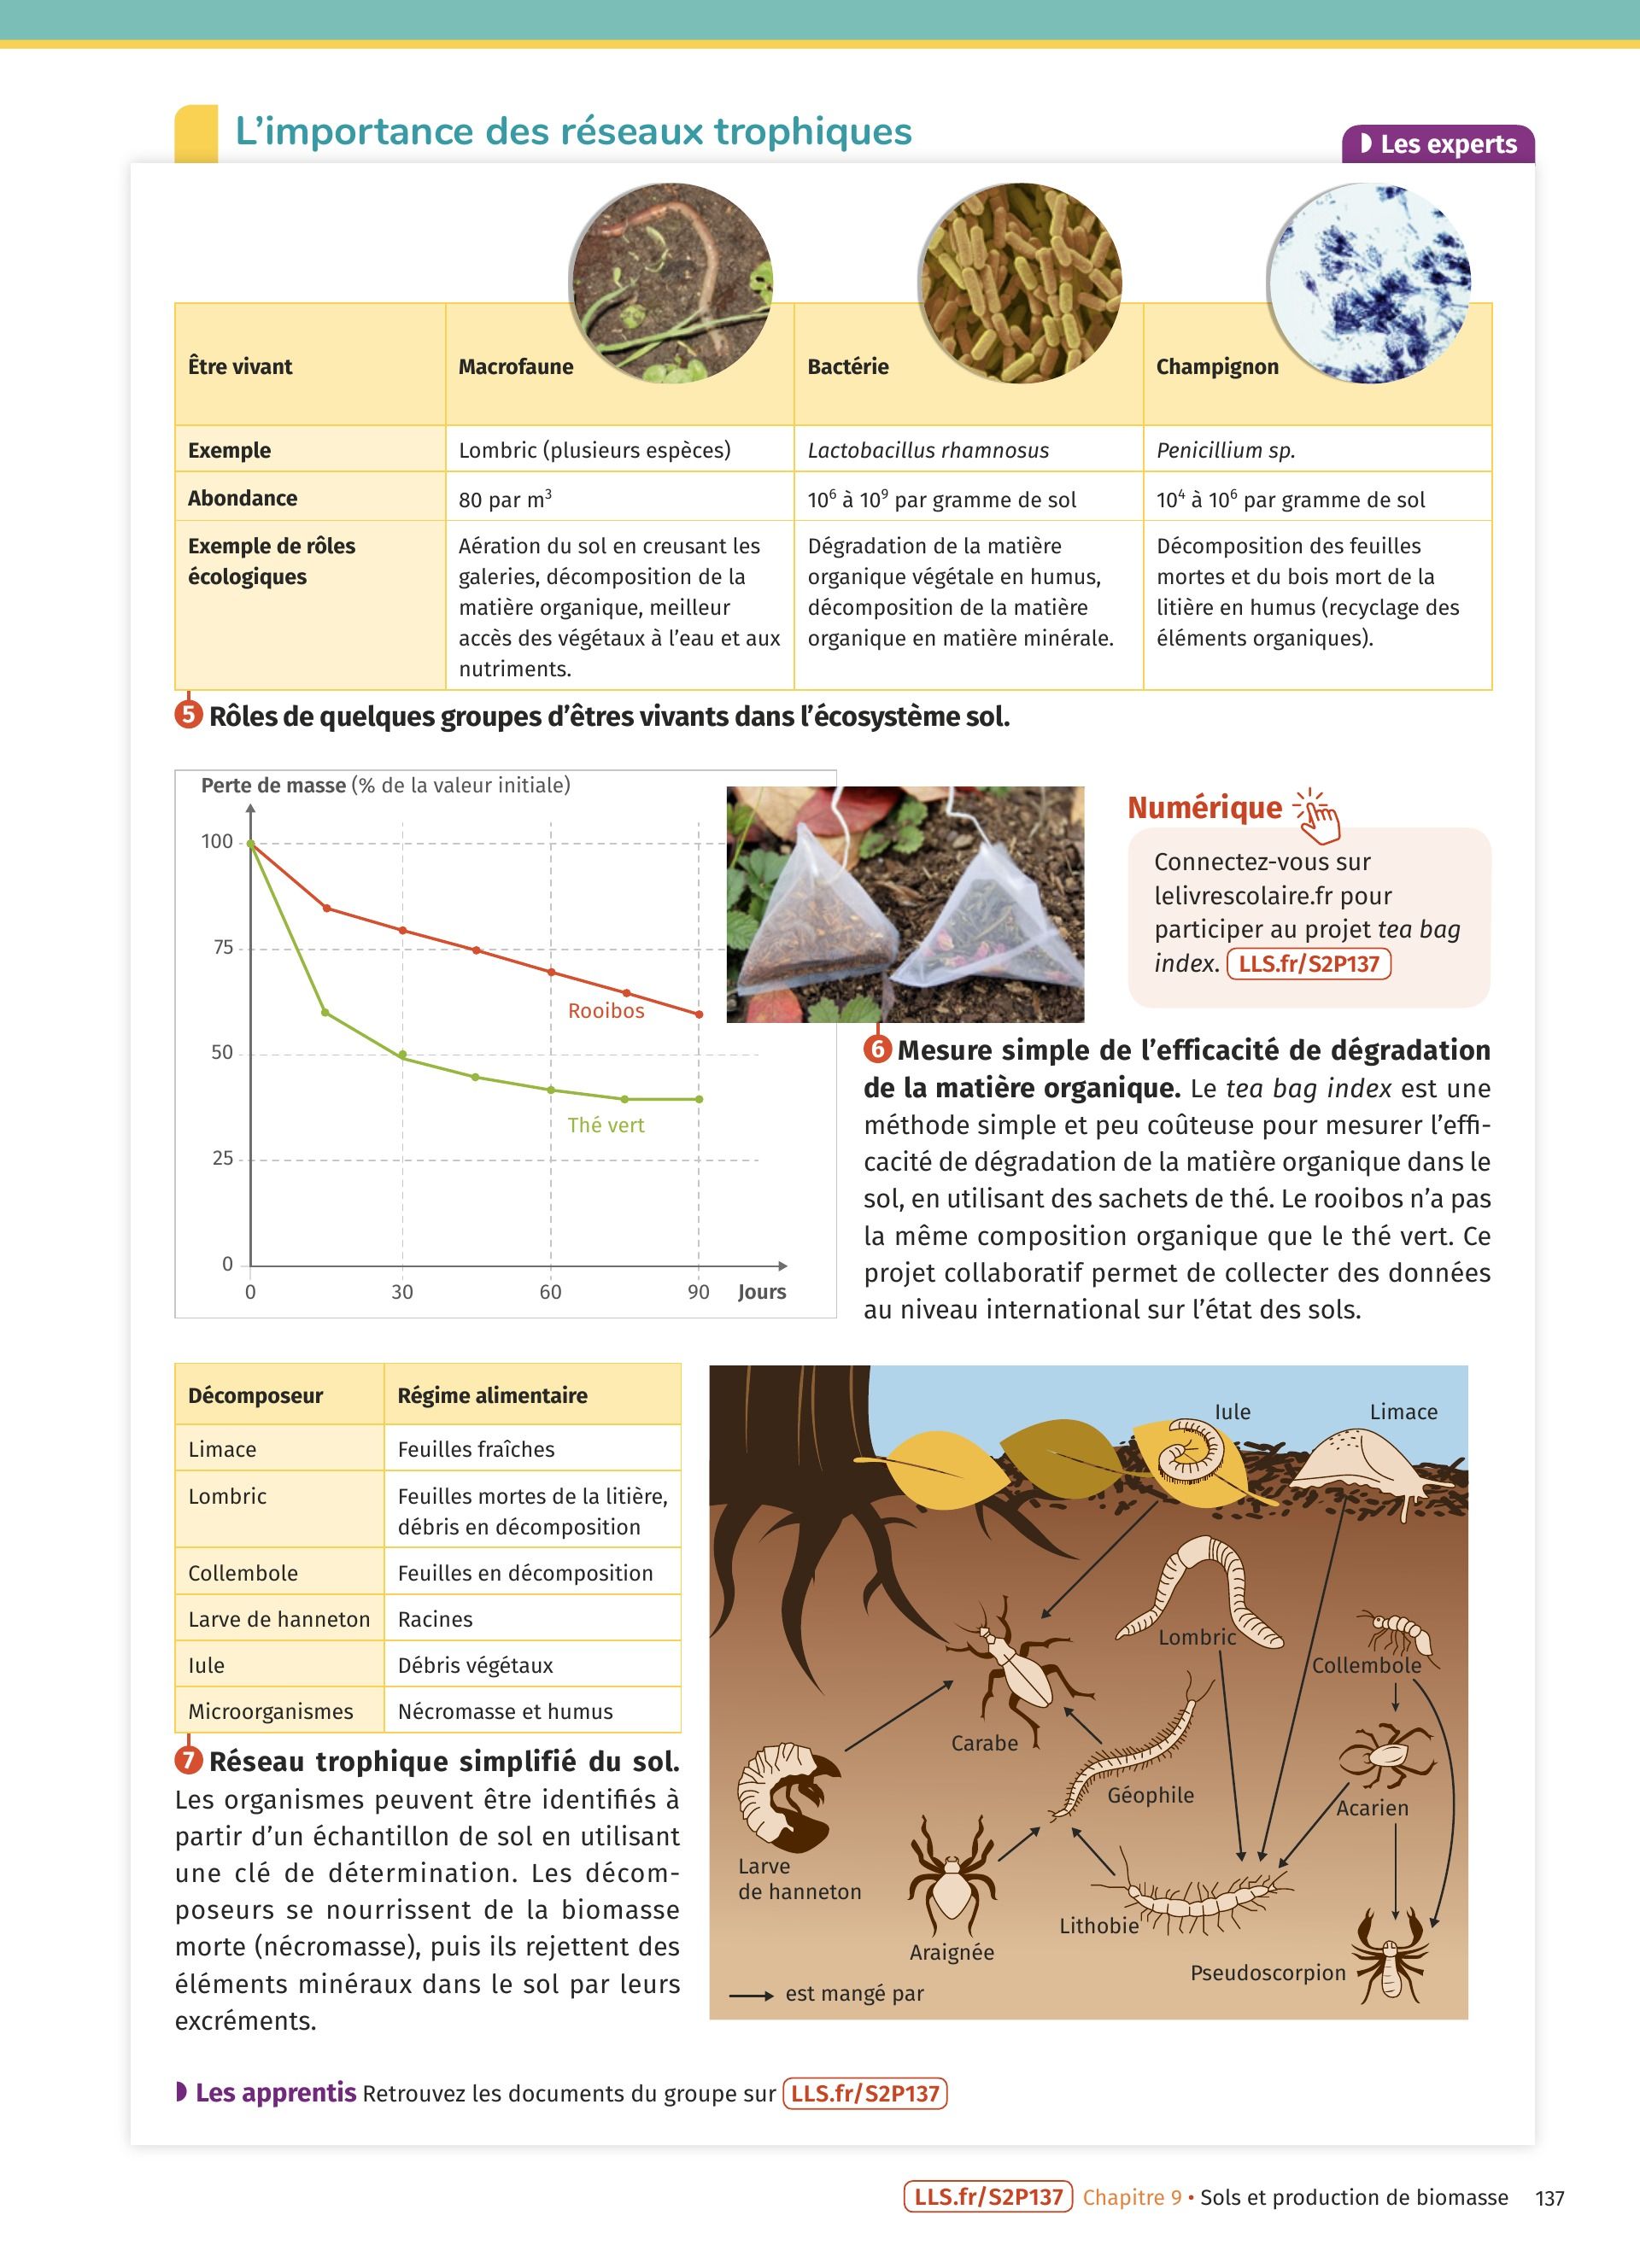 L'importance des réseaux trophiques
Les experts
Être vivant
Macrofaune
Bactérie
Champignon
Exemple
Lombric (plusieurs espèces)
Lactobacillus rhamnosus
Penicillium sp.
Abondance
80 par m³
10⁶ à 10⁹ par gramme de sol
10⁴ à 10⁶ par gramme de sol
Exemple de rôles
écologiques
Aération du sol en creusant les
galeries, décomposition de la
matière organique, meilleur
accès des végétaux à l'eau et aux
nutriments.
Dégradation de la matière
organique végétale en humus,
décomposition de la matière
organique en matière minérale.
Décomposition des feuilles
mortes et du bois mort de la
litière en humus (recyclage des
éléments organiques).
5 Rôles de quelques groupes d'êtres vivants dans l'écosystème sol.
Perte de masse (% de la valeur initiale)
100
75
50
25
0
0 30 60 90 Jours
Rooibos
Thé vert
Numérique
Connectez-vous sur
lelivrescolaire.fr pour
participer au projet tea bag
index. LLS.fr/S2P137
6 Mesure simple de l'efficacité de dégradation
de la matière organique. Le tea bag index est une
méthode simple et peu coûteuse pour mesurer l'effi-
cacité de dégradation de la matière organique dans le
sol, en utilisant des sachets de thé. Le rooibos n'a pas
la même composition organique que le thé vert. Ce
projet collaboratif permet de collecter des données
au niveau international sur l'état des sols.
Décomposeur
Régime alimentaire
Limace
Feuilles fraîches
Lombric
Feuilles mortes de la litière,
débris en décomposition
Collembole
Feuilles en décomposition
Larve de hanneton
Racines
Iule
Débris végétaux
Microorganismes
Nécromasse et humus
7 Réseau trophique simplifié du sol.
Les organismes peuvent être identifiés à
partir d'un échantillon de sol en utilisant
une clé de détermination. Les décom-
poseurs se nourrissent de la biomasse
morte (nécromasse), puis ils rejettent des
éléments minéraux dans le sol par leurs
excréments.
Iule
Limace
Lombric
Collembole
Carabe
Géophile
Acarien
Larve
de hanneton
Araignée
Lithobie
Pseudoscorpion
est mangé par
Les apprentis Retrouvez les documents du groupe sur LLS.fr/S2P137
LLS.fr/S2P137 Chapitre 9 • Sols et production de biomasse 137